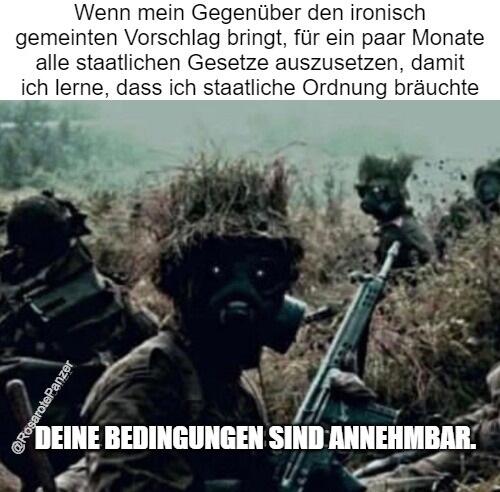 Wenn mein Gegenüber den ironisch
gemeinten Vorschlag bringt, für ein paar Monate
alle staatlichen Gesetze auszusetzen, damit
ich lerne, dass ich staatliche Ordnung bräuchte
@RosarotePanzer
DEINE BEDINGUNGEN SIND ANNEHMBAR.